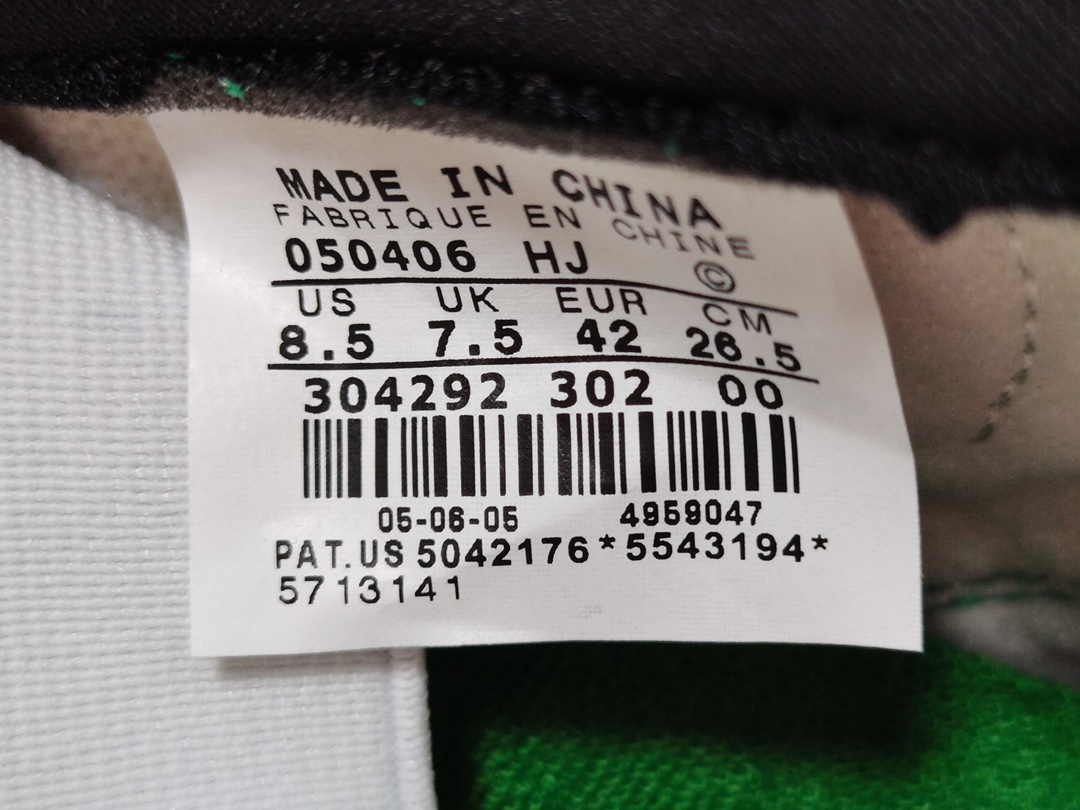 MADE IN CHINA
FABRIQUE EN CHINE
050406 HJ ©
US UK EUR CM
8.5 7.5 42 26.5
304292 302 00
05-06-05 4959047
PAT.US 5042176*5543194*
5713141